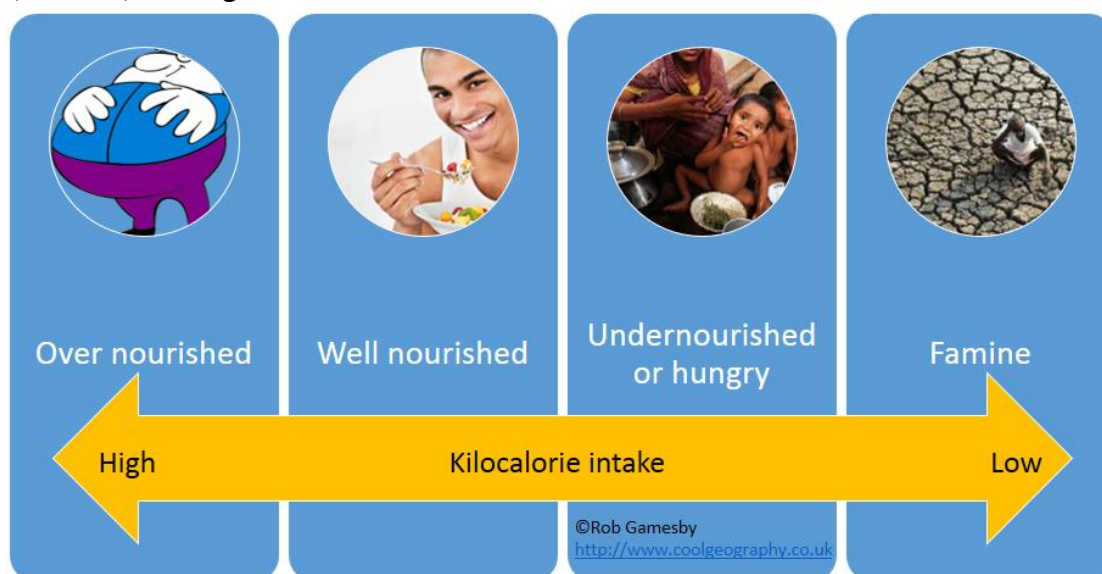 Over nourished
Well nourished
Undernourished
or hungry
Famine
High
Kilocalorie intake
Low
©Rob Gamesby
http://www.coolgeography.co.uk